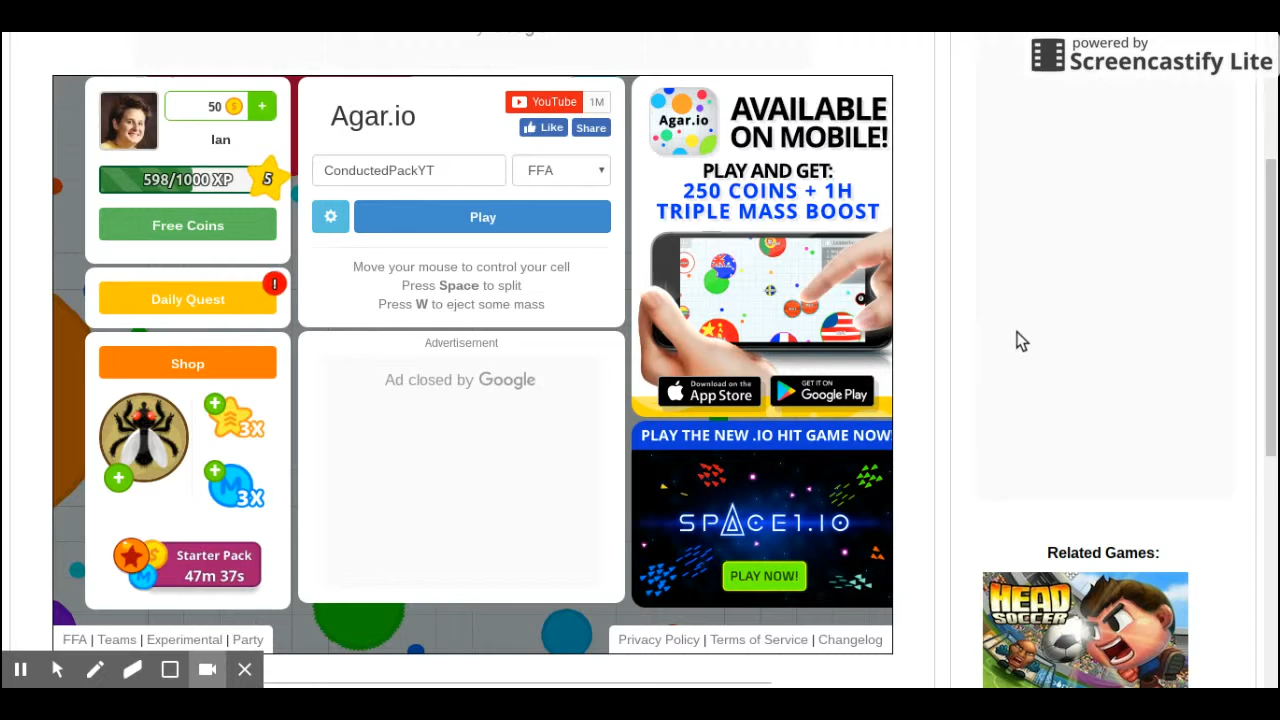 powered by
Screencastify Lite
50
Ian
598/1000 XP
5
Free Coins
Daily Quest
!
Shop
3X
M
3X
Starter Pack
M
47m 37s
Agar.io
YouTube
1M
Like
Share
ConductedPackYT
FFA
Play
Move your mouse to control your cell
Press Space to split
Press W to eject some mass
Advertisement
Ad closed by Google
Agar.io
AVAILABLE
ON MOBILE!
PLAY AND GET:
250 COINS + 1H
TRIPLE MASS BOOST
Download on the
App Store
GET IT ON
Google Play
PLAY THE NEW .IO HIT GAME NOW
SPACE1.IO
PLAY NOW!
FFA | Teams | Experimental | Party
Privacy Policy | Terms of Service | Changelog
Related Games:
HEAD
SOCCER